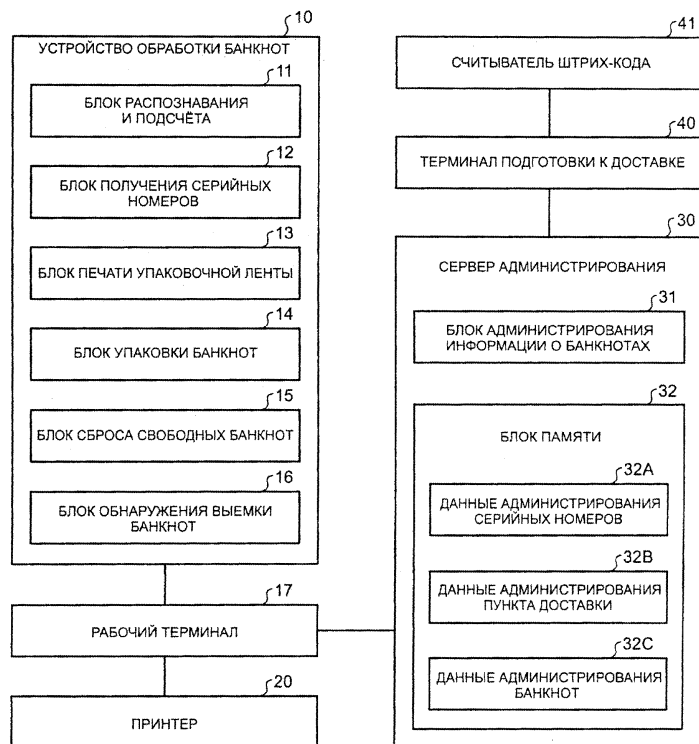 10
УСТРОЙСТВО ОБРАБОТКИ БАНКНОТ
11
БЛОК РАСПОЗНАВАНИЯ
И ПОДСЧЁТА
12
БЛОК ПОЛУЧЕНИЯ СЕРИЙНЫХ
НОМЕРОВ
13
БЛОК ПЕЧАТИ УПАКОВОЧНОЙ ЛЕНТЫ
14
БЛОК УПАКОВКИ БАНКНОТ
15
БЛОК СБРОСА СВОБОДНЫХ БАНКНОТ
16
БЛОК ОБНАРУЖЕНИЯ ВЫЕМКИ
БАНКНОТ
17
РАБОЧИЙ ТЕРМИНАЛ
20
ПРИНТЕР
41
СЧИТЫВАТЕЛЬ ШТРИХ-КОДА
40
ТЕРМИНАЛ ПОДГОТОВКИ К ДОСТАВКЕ
30
СЕРВЕР АДМИНИСТРИРОВАНИЯ
31
БЛОК АДМИНИСТРИРОВАНИЯ
ИНФОРМАЦИИ О БАНКНОТАХ
32
БЛОК ПАМЯТИ
32A
ДАННЫЕ АДМИНИСТРИРОВАНИЯ
СЕРИЙНЫХ НОМЕРОВ
32B
ДАННЫЕ АДМИНИСТРИРОВАНИЯ
ПУНКТА ДОСТАВКИ
32C
ДАННЫЕ АДМИНИСТРИРОВАНИЯ
БАНКНОТ